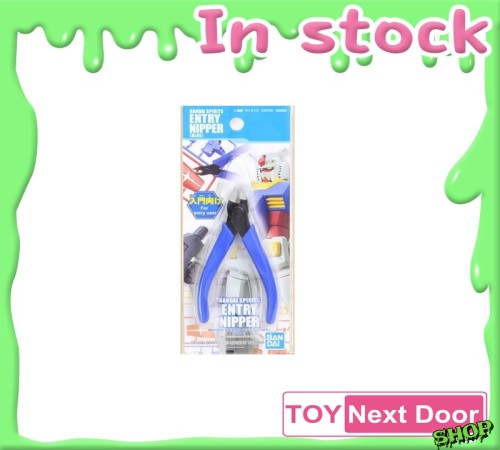 In stock
BANDAI SPIRITS
ENTRY
NIPPER
[BLUE]
入門向け
For
entry user
BANDAI SPIRITS
ENTRY
NIPPER
BAN
DAI
TOY Next Door
SHOP